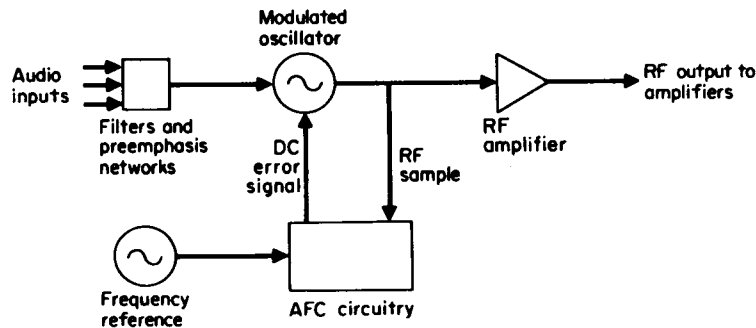 Modulated
oscillator
Audio
inputs
RF output to
amplifiers
Filters and
preemphasis
networks
DC
error
signal
RF
sample
RF
amplifier
Frequency
reference
AFC circuitry